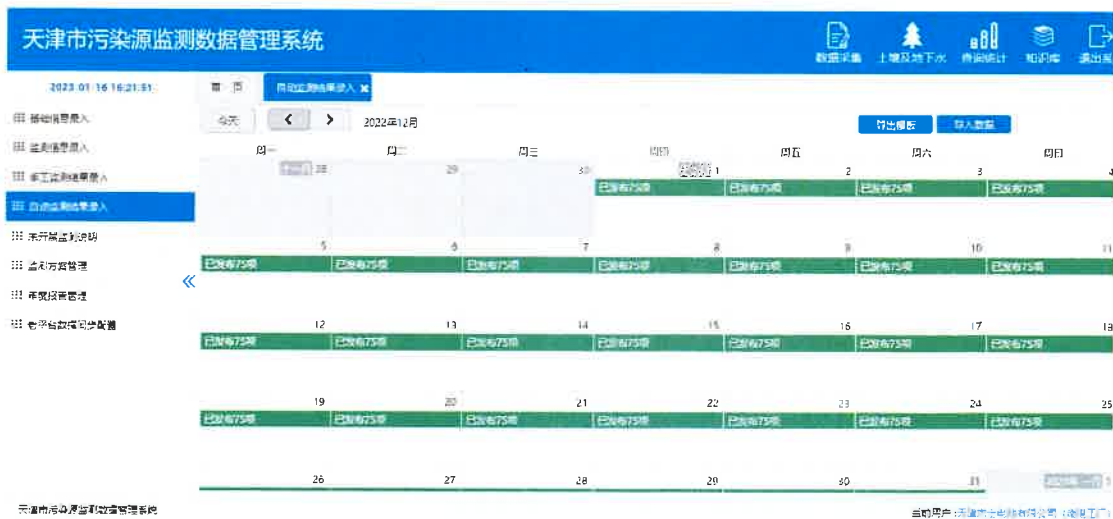 天津市污染源监测数据管理系统
数据采集 土壤及地下水 查询统计 知识库 退出系
2023-01-16 16:21:51
首 页 自动监测结果录入 ×
基础信息录入
监测信息录入
手工监测结果录入
自动监测结果录入
未开展监测说明
监测方案管理
年度报告管理
省平台数据同步配置
今天 2022年12月 导出模板 导入数据
周一 周二 周三 周四 周五 周六 周日
十一月 28 29 30 1 2 3 4
已发布75项 已发布75项 已发布75项 已发布75项
5 6 7 8 9 10 11
已发布75项 已发布75项 已发布75项 已发布75项 已发布75项 已发布75项 已发布75项
12 13 14 15 16 17 18
已发布75项 已发布75项 已发布75项 已发布75项 已发布75项 已发布75项 已发布75项
19 20 21 22 23 24 25
已发布75项 已发布75项 已发布75项 已发布75项 已发布75项 已发布75项 已发布75项
26 27 28 29 30 31
天津市污染源监测数据管理系统
当前用户: